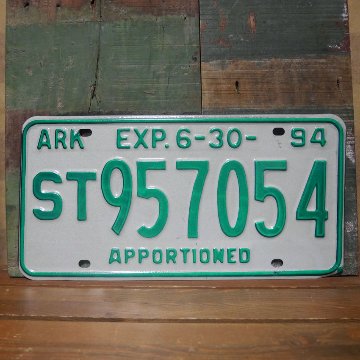 ARK EXP. 6-30- 94
ST957054
APPORTIONED